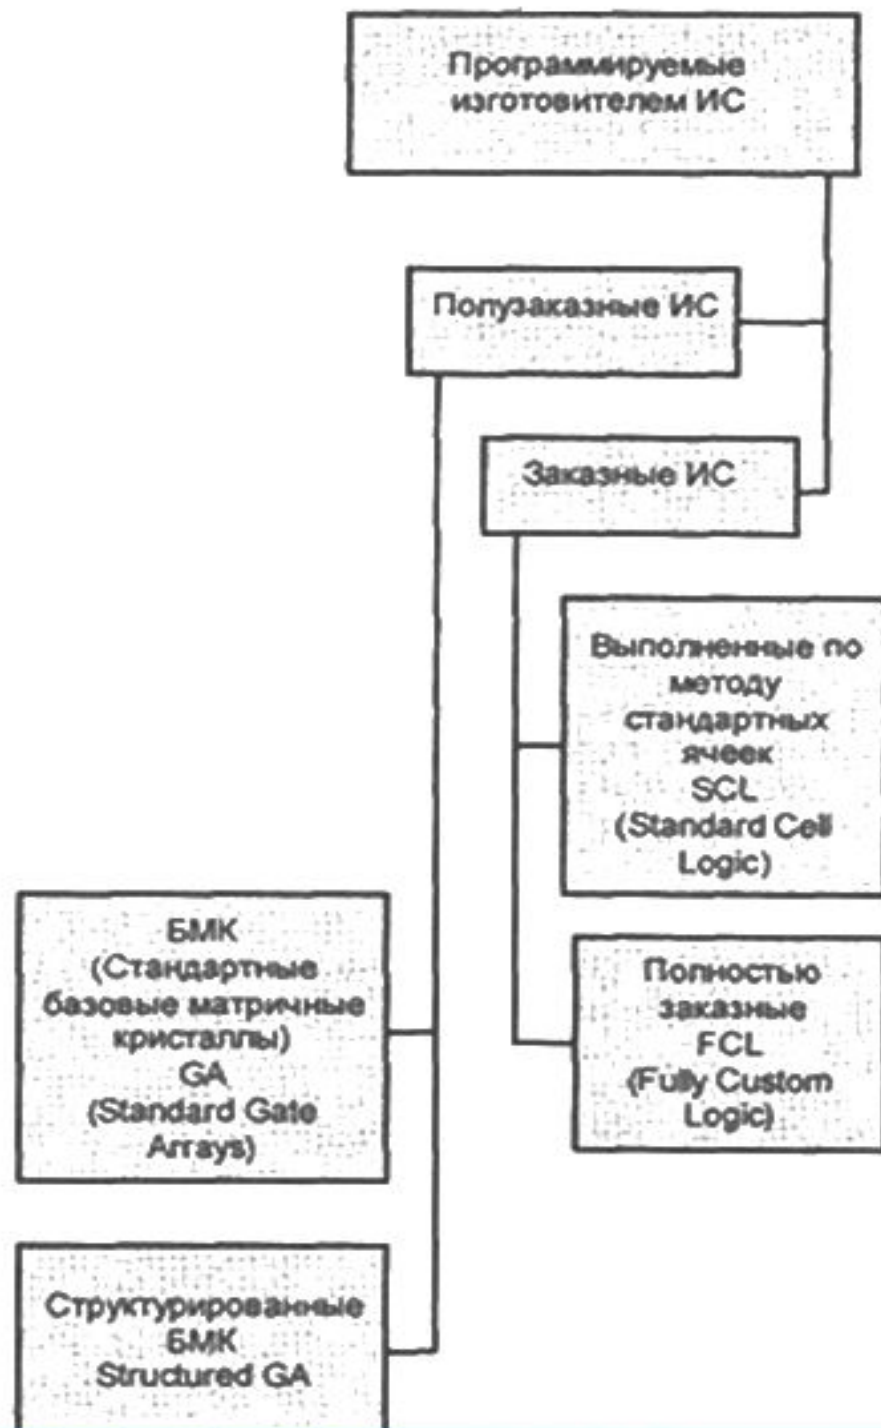 Программируемые
изготовителем ИС
Полузаказные ИС
Заказные ИС
Выполненные по
методу
стандартных
ячеек
SCL
(Standard Cell
Logic)
БМК
(Стандартные
базовые матричные
кристаллы)
GA
(Standard Gate
Arrays)
Полностью
заказные
FCL
(Fully Custom
Logic)
Структурированные
БМК
Structured GA